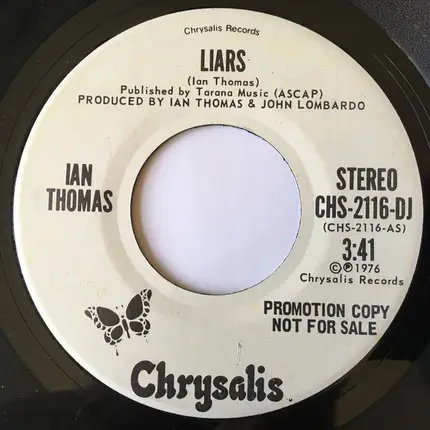 Chrysalis Records
LIARS
(Ian Thomas)
Published by Tarana Music (ASCAP)
PRODUCED BY IAN THOMAS & JOHN LOMBARDO
IAN
THOMAS
STEREO
CHS-2116-DJ
(CHS-2116-AS)
3:41
©℗1976
Chrysalis Records
PROMOTION COPY
NOT FOR SALE
Chrysalis